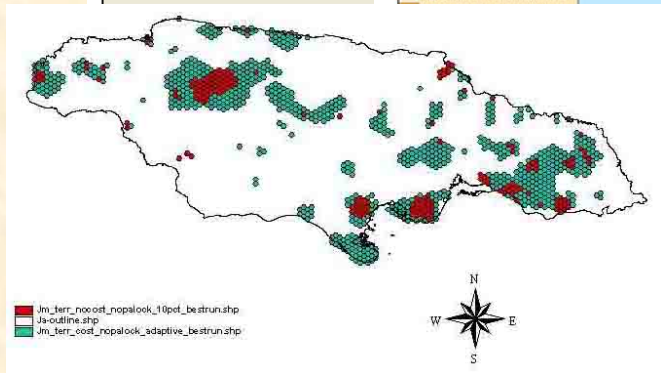 Jm_terr_nocost_nopalock_10pct_bestrun.shp
Ja-outline.shp
Jm_terr_cost_nopalock_adaptive_bestrun.shp
N
W
E
S